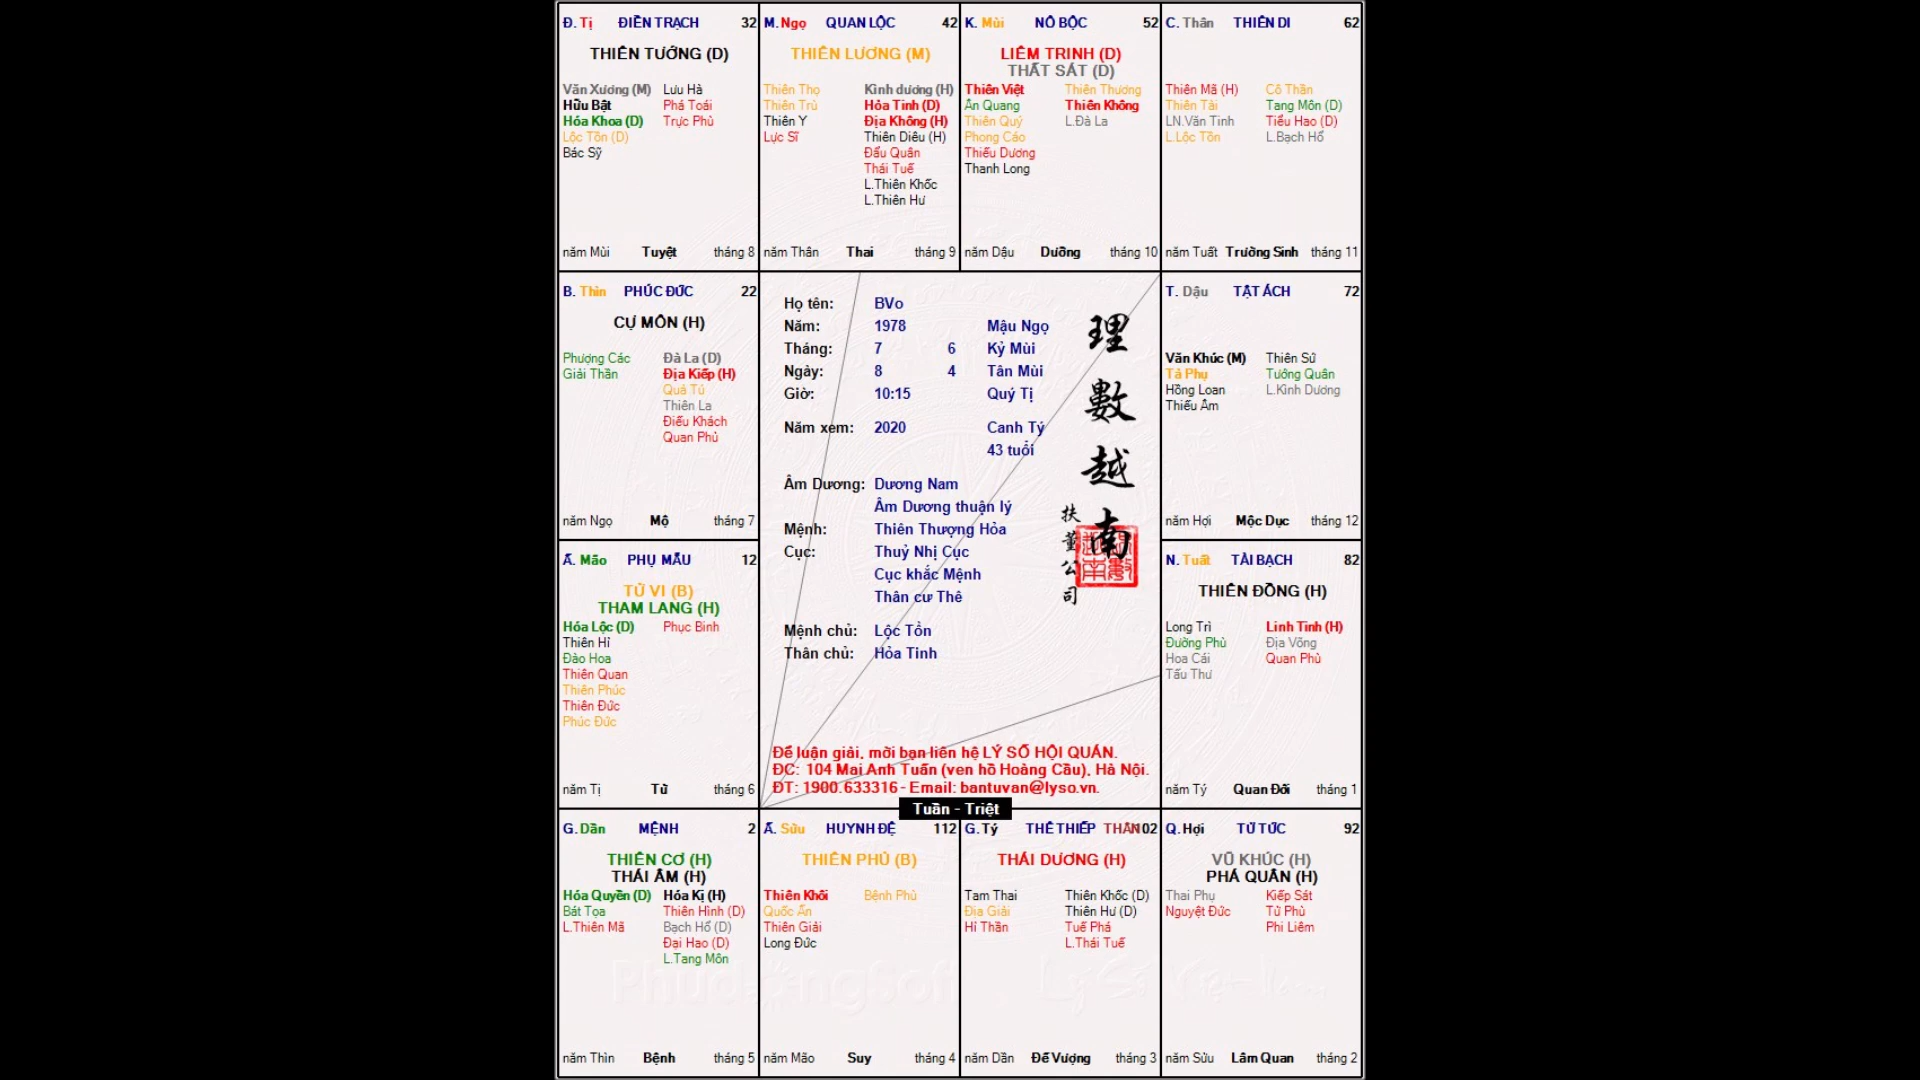 Đ. Tị ĐIỀN TRẠCH 32
THIÊN TƯỚNG (D)
Văn Xương (M) Lưu Hà
Hữu Bật Phá Toái
Hóa Khoa (D) Trực Phù
Lộc Tồn (D)
Bác Sỹ
năm Mùi Tuyệt tháng 8
M. Ngọ QUAN LỘC 42
THIÊN LƯƠNG (M)
Thiên Thọ Kình dương (H)
Thiên Trù Hỏa Tinh (D)
Thiên Y Địa Không (H)
Lực Sĩ Thiên Diêu (H)
Đẩu Quân
Thái Tuế
L.Thiên Khốc
L.Thiên Hư
năm Thân Thai tháng 9
K. Mùi NÔ BỘC 52
LIÊM TRINH (D)
THẤT SÁT (D)
Thiên Việt Thiên Thương
Ân Quang Thiên Không
Thiên Quý L.Đà La
Phong Cáo
Thiếu Dương
Thanh Long
năm Dậu Dưỡng tháng 10
C. Thân THIÊN DI 62
Thiên Mã (H) Cô Thần
Thiên Tài Tang Môn (D)
LN.Văn Tinh Tiểu Hao (D)
L.Lộc Tồn L.Bạch Hổ
năm Tuất Trường Sinh tháng 11
B. Thìn PHÚC ĐỨC 22
CỰ MÔN (H)
Phượng Các Đà La (D)
Giải Thần Địa Kiếp (H)
Quả Tú
Thiên La
Điếu Khách
Quan Phủ
năm Ngọ Mộ tháng 7
Họ tên: BVo
Năm: 1978 Mậu Ngọ
Tháng: 7 6 Kỷ Mùi
Ngày: 8 4 Tân Mùi
Giờ: 10:15 Quý Tị
Năm xem: 2020 Canh Tý
43 tuổi
Âm Dương: Dương Nam
Âm Dương thuận lý
Mệnh: Thiên Thượng Hỏa
Cục: Thuỷ Nhị Cục
Cục khắc Mệnh
Thân cư Thê
Mệnh chủ: Lộc Tồn
Thân chủ: Hỏa Tinh
理數越南
扶董公司
Để luận giải, mời bạn liên hệ LÝ SỐ HỘI QUÁN.
ĐC: 104 Mai Anh Tuấn (ven hồ Hoàng Cầu), Hà Nội.
ĐT: 1900.633316 - Email: bantuvan@lyso.vn.
Tuần - Triệt
T. Dậu TẬT ÁCH 72
Văn Khúc (M) Thiên Sứ
Tả Phụ Tướng Quân
Hồng Loan L.Kình Dương
Thiếu Âm
năm Hợi Mộc Dục tháng 12
Ấ. Mão PHỤ MẪU 12
TỬ VI (B)
THAM LANG (H)
Hóa Lộc (D) Phục Binh
Thiên Hỉ
Đào Hoa
Thiên Quan
Thiên Phúc
Thiên Đức
Phúc Đức
năm Tị Tử tháng 6
N. Tuất TÀI BẠCH 82
THIÊN ĐỒNG (H)
Long Trì Linh Tinh (H)
Đường Phù Địa Võng
Hoa Cái Quan Phù
Tấu Thư
năm Tý Quan Đới tháng 1
G. Dần MỆNH 2
THIÊN CƠ (H)
THÁI ÂM (H)
Hóa Quyền (D) Hóa Kị (H)
Bát Tọa Thiên Hình (D)
L.Thiên Mã Bạch Hổ (D)
Đại Hao (D)
L.Tang Môn
năm Thìn Bệnh tháng 5
Ấ. Sửu HUYNH ĐỆ 112
THIÊN PHỦ (B)
Thiên Khôi Bệnh Phù
Quốc Ấn
Thiên Giải
Long Đức
năm Mão Suy tháng 4
G. Tý THÊ THIẾP THÂN 02
THÁI DƯƠNG (H)
Tam Thai Thiên Khốc (D)
Địa Giải Thiên Hư (D)
Hỉ Thần Tuế Phá
L.Thái Tuế
năm Dần Đế Vượng tháng 3
Q. Hợi TỬ TỨC 92
VŨ KHÚC (H)
PHÁ QUÂN (H)
Thai Phụ Kiếp Sát
Nguyệt Đức Tử Phù
Phi Liêm
năm Sửu Lâm Quan tháng 2